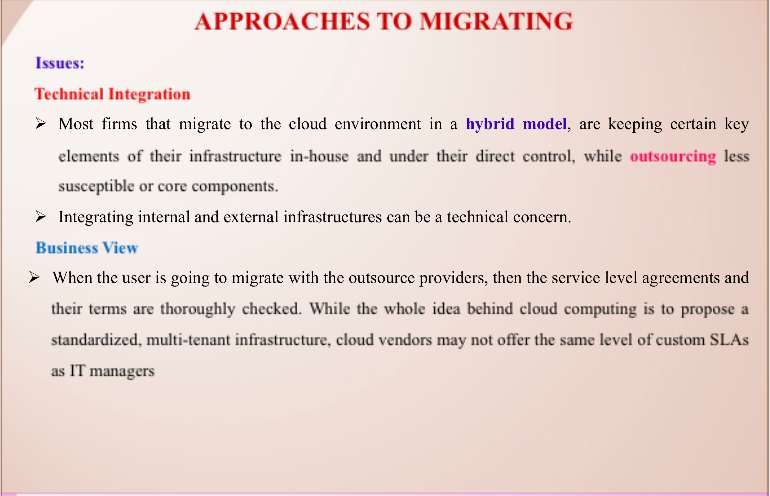 APPROACHES TO MIGRATING
Issues:
Technical Integration
➢ Most firms that migrate to the cloud environment in a hybrid model, are keeping certain key
elements of their infrastructure in-house and under their direct control, while outsourcing less
susceptible or core components.
➢ Integrating internal and external infrastructures can be a technical concern.
Business View
➢ When the user is going to migrate with the outsource providers, then the service level agreements and
their terms are thoroughly checked. While the whole idea behind cloud computing is to propose a
standardized, multi-tenant infrastructure, cloud vendors may not offer the same level of custom SLAs
as IT managers